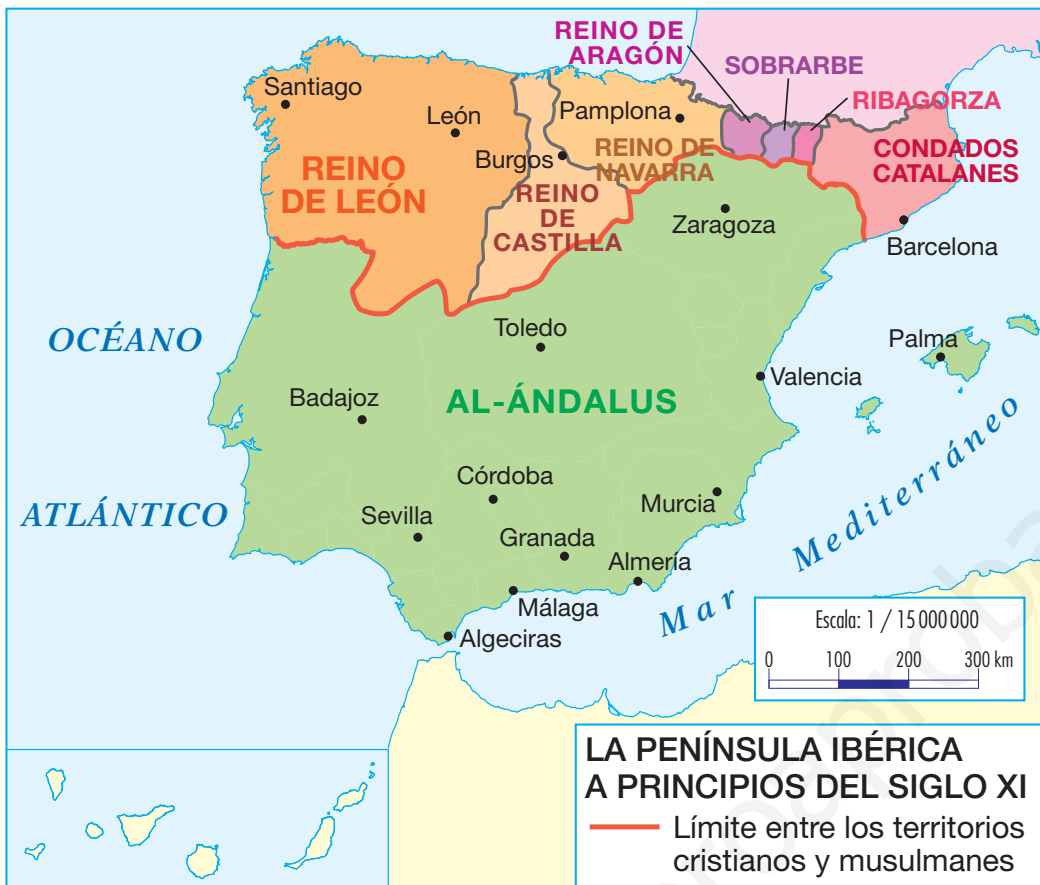 REINO DE
ARAGÓN
SOBRARBE
RIBAGORZA
Santiago
León
Pamplona
Burgos
REINO DE
NAVARRA
CONDADOS
CATALANES
REINO
DE LEÓN
REINO
DE
CASTILLA
Zaragoza
Barcelona
OCÉANO
Toledo
Palma
Badajoz
AL-ÁNDALUS
Valencia
Córdoba
Murcia
ATLÁNTICO
Sevilla
Granada
Almería
Mar Mediterráneo
Málaga
Algeciras
Escala: 1 / 15 000 000
0 100 200 300 km
LA PENÍNSULA IBÉRICA
A PRINCIPIOS DEL SIGLO XI
Límite entre los territorios
cristianos y musulmanes